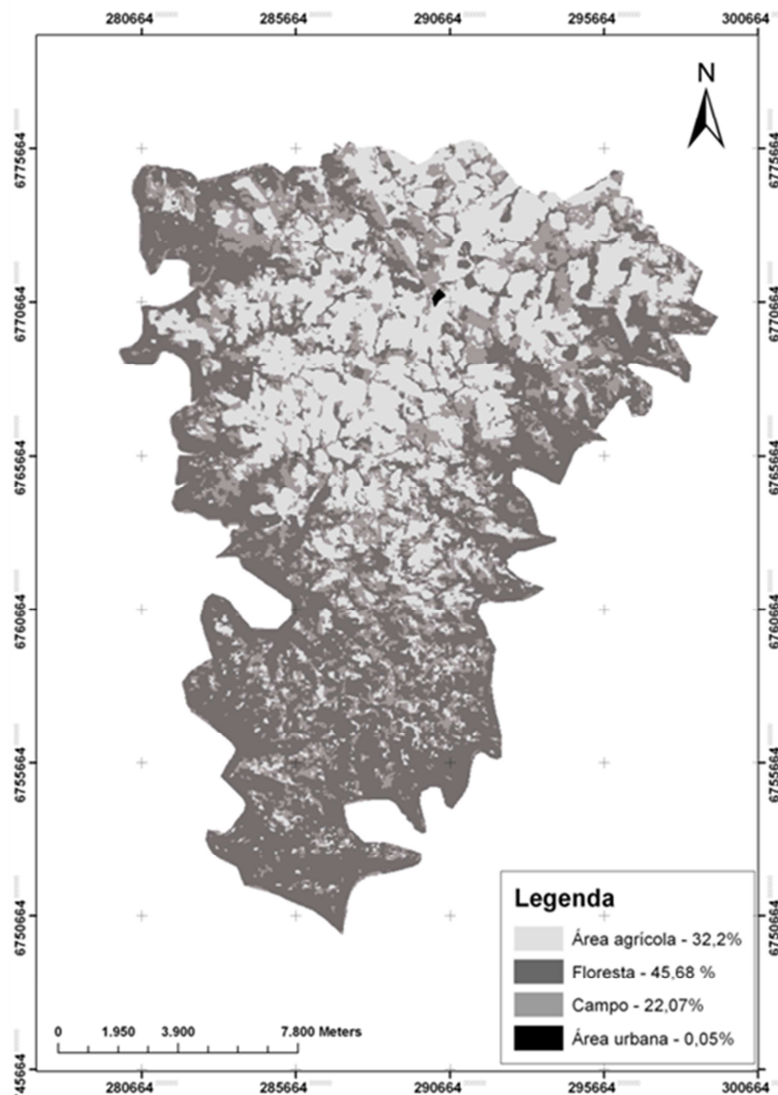 280664 285664 290664 295664 300664
N
6775664 6775664
6770664 6770664
6765664 6765664
6760664 6760664
6755664 6755664
6750664 6750664
Legenda
Área agrícola - 32,2%
Floresta - 45,68 %
Campo - 22,07%
Área urbana - 0,05%
0 1.950 3.900 7.800 Meters
280664 285664 290664 295664